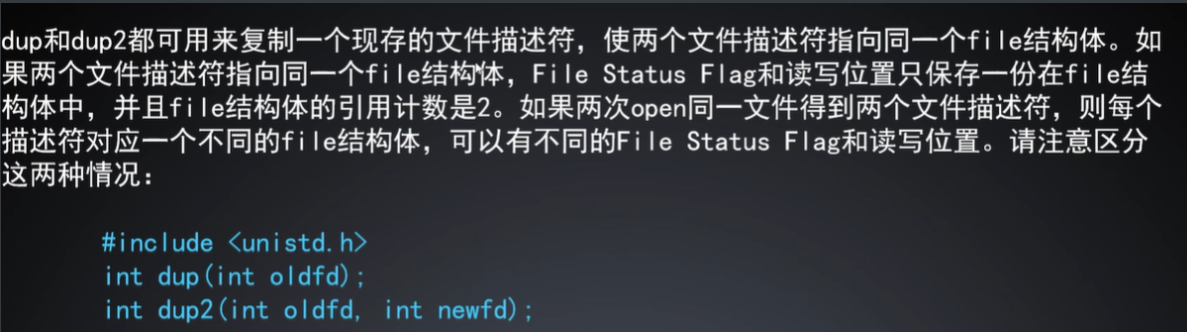 dup和dup2都可用来复制一个现存的文件描述符，使两个文件描述符指向同一个file结构体。如
果两个文件描述符指向同一个file结构体，File Status Flag和读写位置只保存一份在file结
构体中，并且file结构体的引用计数是2。如果两次open同一文件得到两个文件描述符，则每个
描述符对应一个不同的file结构体，可以有不同的File Status Flag和读写位置。请注意区分
这两种情况：
#include <unistd.h>
int dup(int oldfd);
int dup2(int oldfd, int newfd);